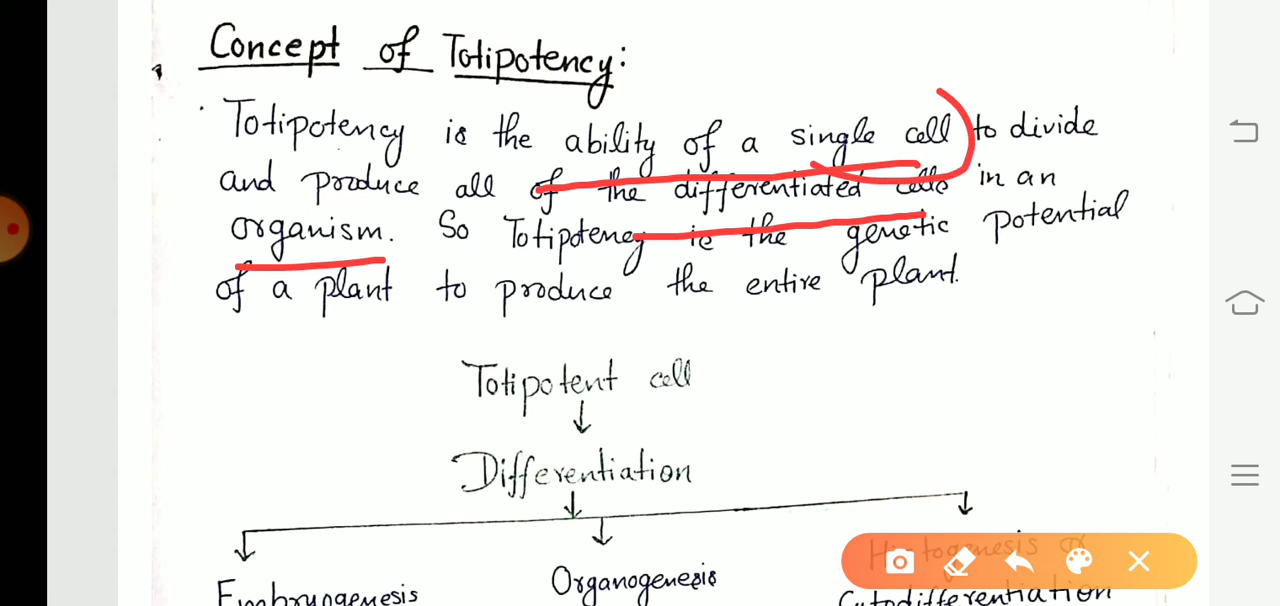 Concept of Totipotency:
Totipotency is the ability of a single cell to divide
and produce all of the differentiated cells in an
organism. So Totipotency is the genetic potential
of a plant to produce the entire plant.
Totipotent cell
Differentiation
Embryogenesis Organogenesis Histogenesis or
Cytodifferentiation